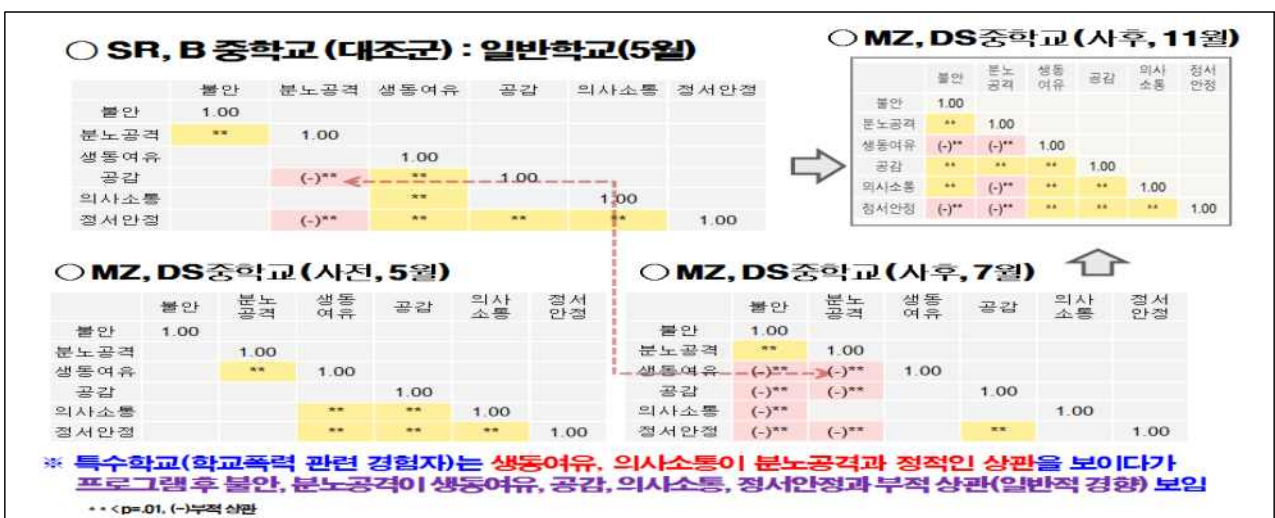 ○ SR, B 중학교 (대조군) : 일반학교(5월)
불안 분노공격 생동여유 공감 의사소통 정서안정
불안 1.00
분노공격 ** 1.00
생동여유 1.00
공감 (-)** ** 1.00
의사소통 ** 1.00
정서안정 (-)** ** ** ** 1.00
○ MZ, DS중학교 (사후, 11월)
불안 분노공격 생동여유 공감 의사소통 정서안정
불안 1.00
분노공격 ** 1.00
생동여유 (-)** (-)** 1.00
공감 ** ** ** 1.00
의사소통 ** (-)** ** ** 1.00
정서안정 (-)** (-)** ** ** ** 1.00
○ MZ, DS중학교 (사전, 5월)
불안 분노공격 생동여유 공감 의사소통 정서안정
불안 1.00
분노공격 1.00
생동여유 ** 1.00
공감 1.00
의사소통 ** ** 1.00
정서안정 ** ** ** 1.00
○ MZ, DS중학교 (사후, 7월)
불안 분노공격 생동여유 공감 의사소통 정서안정
불안 1.00
분노공격 ** 1.00
생동여유 (-)** (-)** 1.00
공감 (-)** (-)** 1.00
의사소통 (-)** 1.00
정서안정 (-)** (-)** ** 1.00
※ 특수학교(학교폭력 관련 경험자)는 생동여유, 의사소통이 분노공격과 정적인 상관을 보이다가
프로그램 후 불안, 분노공격이 생동여유, 공감, 의사소통, 정서안정과 부적 상관(일반적 경향) 보임
* * < p=.01, (-)부적 상관